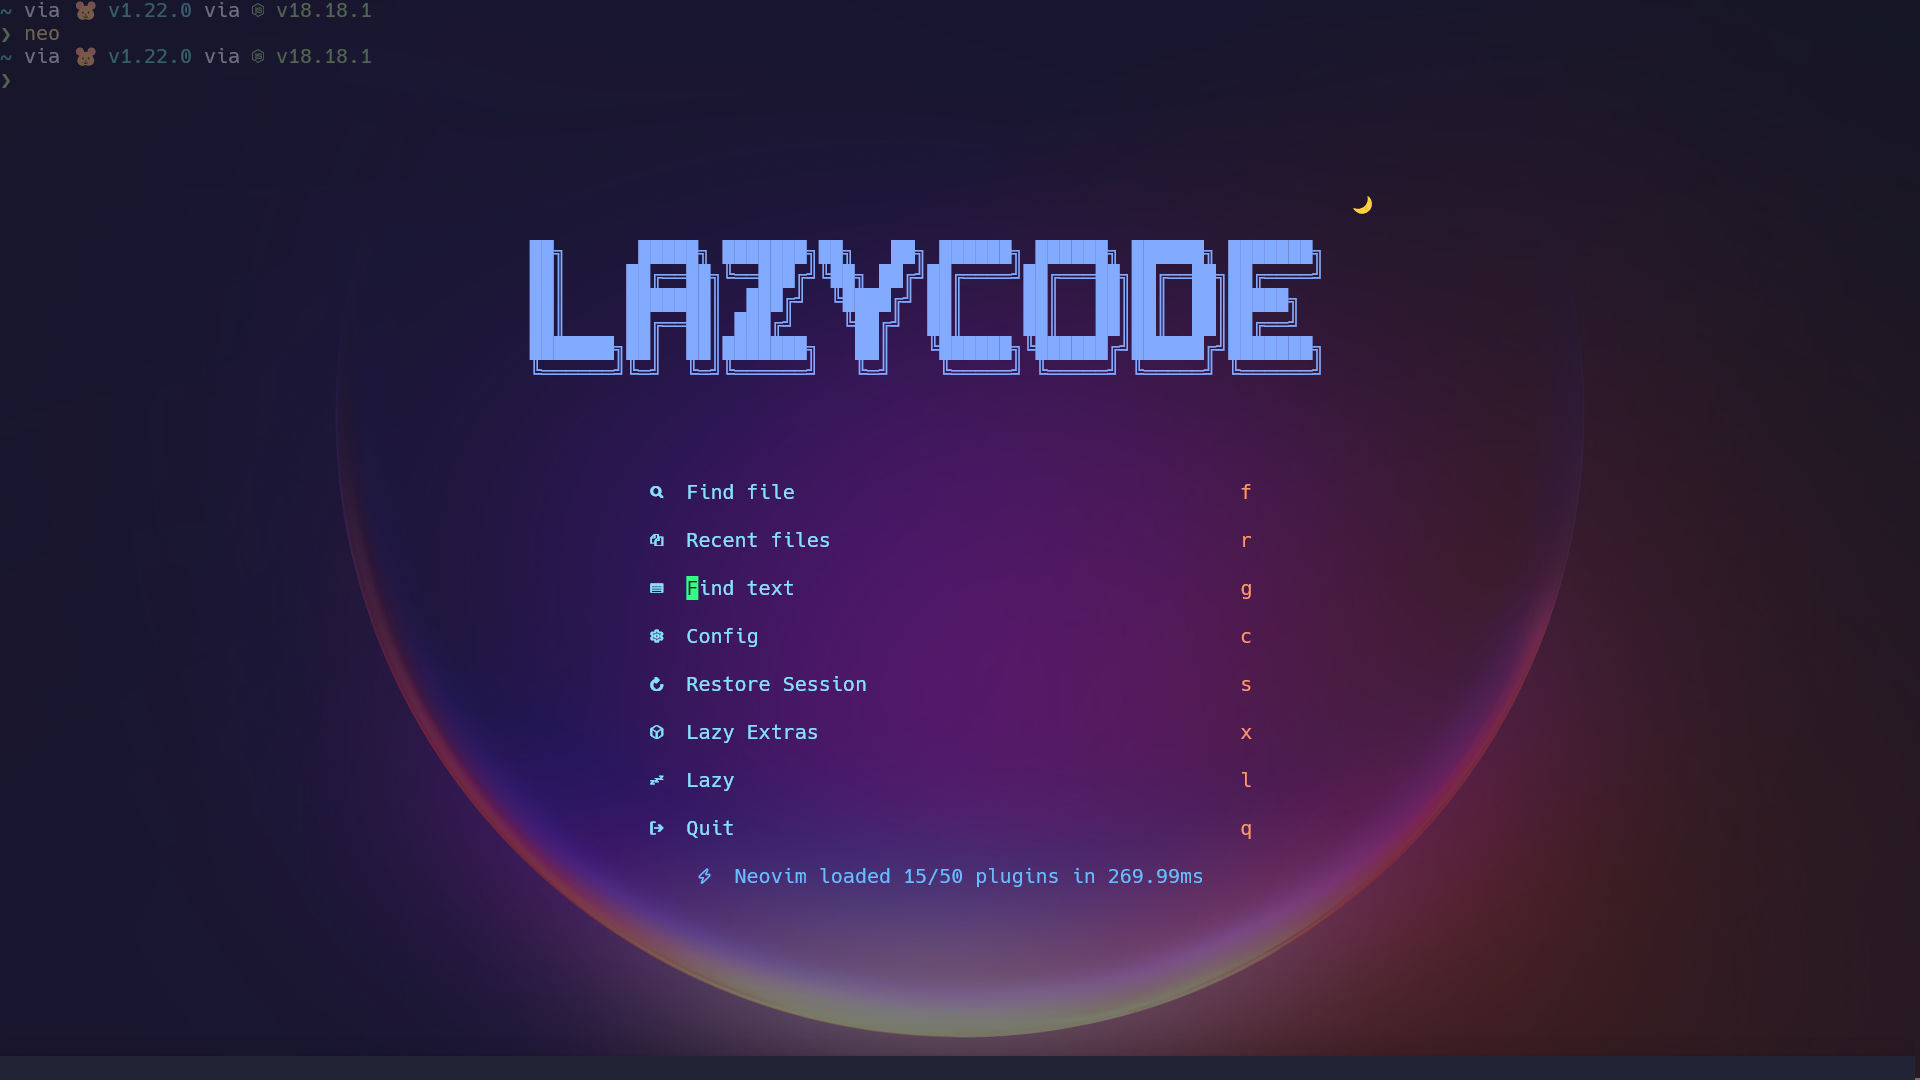 ~ via 🐭 v1.22.0 via v18.18.1
❯ neo
~ via 🐭 v1.22.0 via v18.18.1
❯
LAZYCODE
Find file f
Recent files r
Find text g
Config c
Restore Session s
Lazy Extras x
Lazy l
Quit q
Neovim loaded 15/50 plugins in 269.99ms